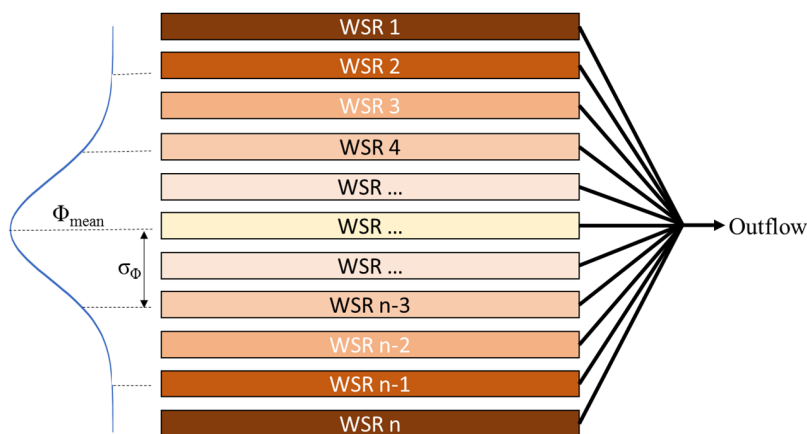 WSR 1
WSR 2
WSR 3
WSR 4
WSR ...
Φmean
WSR ...
Outflow
σΦ
WSR ...
WSR n-3
WSR n-2
WSR n-1
WSR n